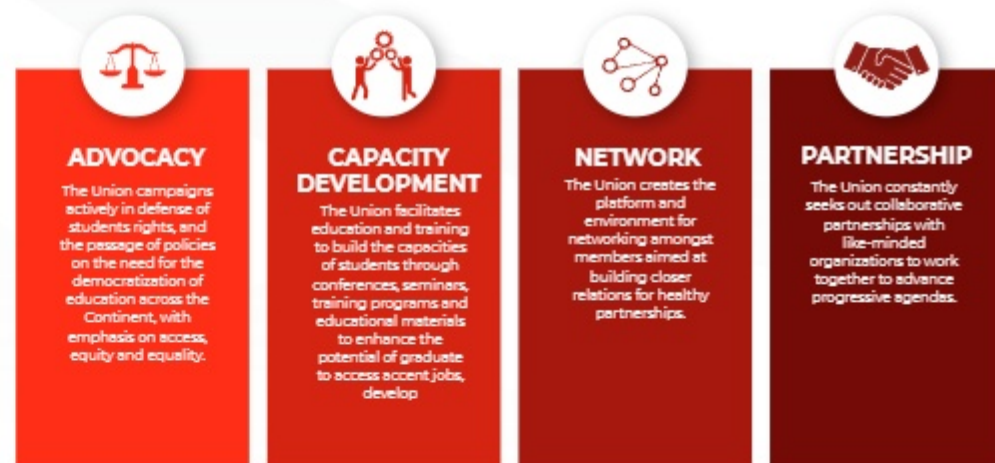 ADVOCACY
The Union campaigns
actively in defense of
students rights, and
the passage of policies
on the need for the
democratization of
education across the
Continent, with
emphasis on access,
equity and equality.
CAPACITY
DEVELOPMENT
The Union facilitates
education and training
to build the capacities
of students through
conferences, seminars,
training programs and
educational materials
to enhance the
potential of graduate
to access accent jobs,
develop
NETWORK
The Union creates the
platform and
environment for
networking amongst
members aimed at
building closer
relations for healthy
partnerships.
PARTNERSHIP
The Union constantly
seeks out collaborative
partnerships with
like-minded
organizations to work
together to advance
progressive agendas.